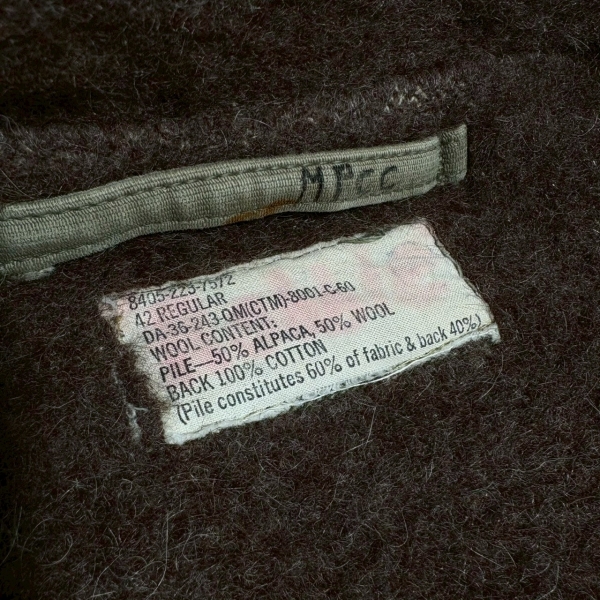 Mrcc
8405-223-7572
42 REGULAR
DA-36-243-QM(CTM)-8001-C-60
WOOL CONTENT:
PILE—50% ALPACA, 50% WOOL
BACK 100% COTTON
(Pile constitutes 60% of fabric & back 40%)